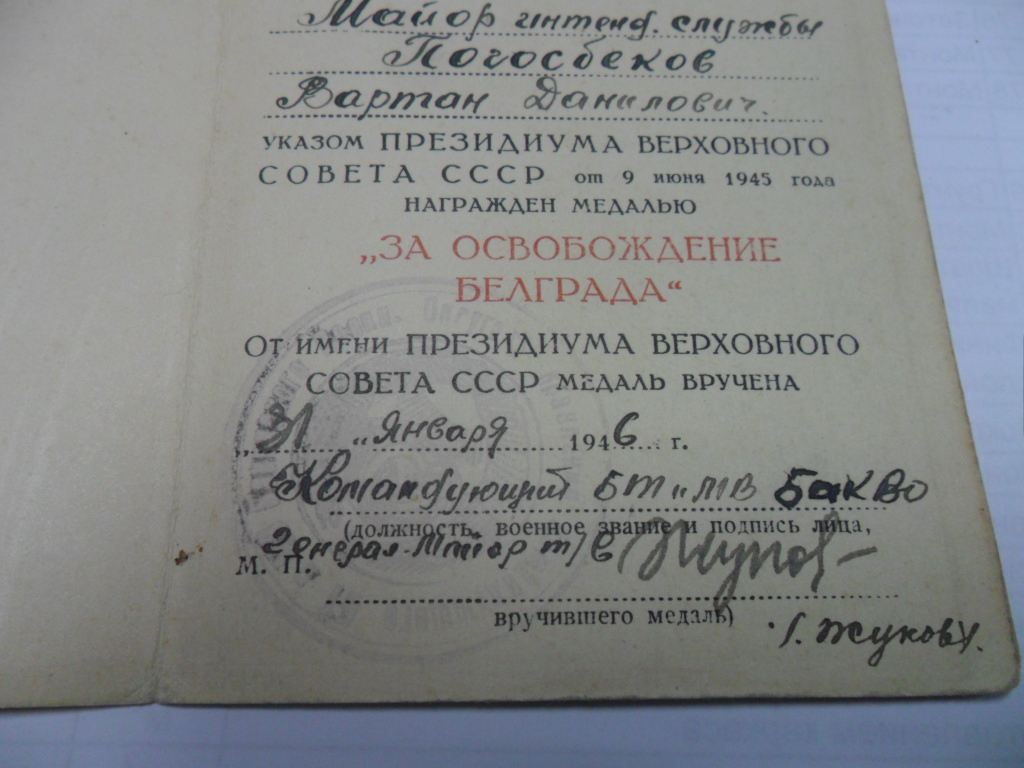 Майор интенд. службы
Погосбеков
Вартан Данилович.
УКАЗОМ ПРЕЗИДИУМА ВЕРХОВНОГО
СОВЕТА СССР от 9 июня 1945 года
НАГРАЖДЕН МЕДАЛЬЮ
„ЗА ОСВОБОЖДЕНИЕ
БЕЛГРАДА“
ОТ ИМЕНИ ПРЕЗИДИУМА ВЕРХОВНОГО
СОВЕТА СССР МЕДАЛЬ ВРУЧЕНА
„31 „ января 1946 г.
Командующий БТ и МВ БакВО
(должность, военное звание и подпись лица,
Генерал-Майор т/в
М. П.
вручившего медаль)
Жуков